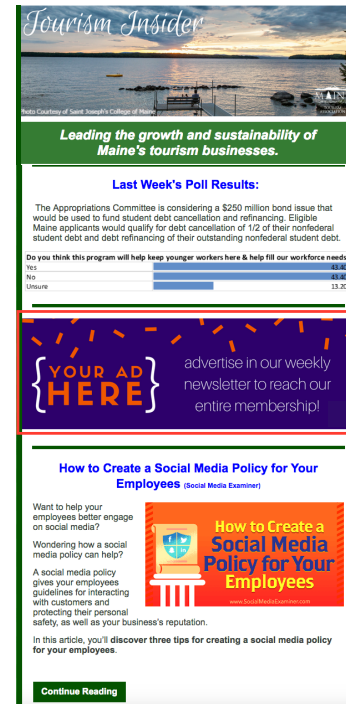 Tourism Insider
Photo Courtesy of Saint Joseph's College of Maine
ASSOCIATION
Leading the growth and sustainability of
Maine's tourism businesses.
Last Week's Poll Results:
The Appropriations Committee is considering a $250 million bond issue that
would be used to fund student debt cancellation and refinancing. Eligible
Maine applicants would qualify for debt cancellation of 1/2 of their nonfederal
student debt and debt refinancing of their outstanding nonfederal student debt.
Do you think this program will help keep younger workers here & help fill our workforce needs
Yes 43.40
No 43.40
Unsure 13.20
{YOUR AD
HERE}
advertise in our weekly
newsletter to reach our
entire membership!
How to Create a Social Media Policy for Your
Employees (Social Media Examiner)
Want to help your
employees better engage
on social media?
Wondering how a social
media policy can help?
A social media policy
gives your employees
guidelines for interacting
with customers and
protecting their personal
safety, as well as your business's reputation.
How to Create a
Social Media
Policy for Your
Employees
www.SocialMediaExaminer.com
In this article, you'll discover three tips for creating a social media policy
for your employees.
Continue Reading